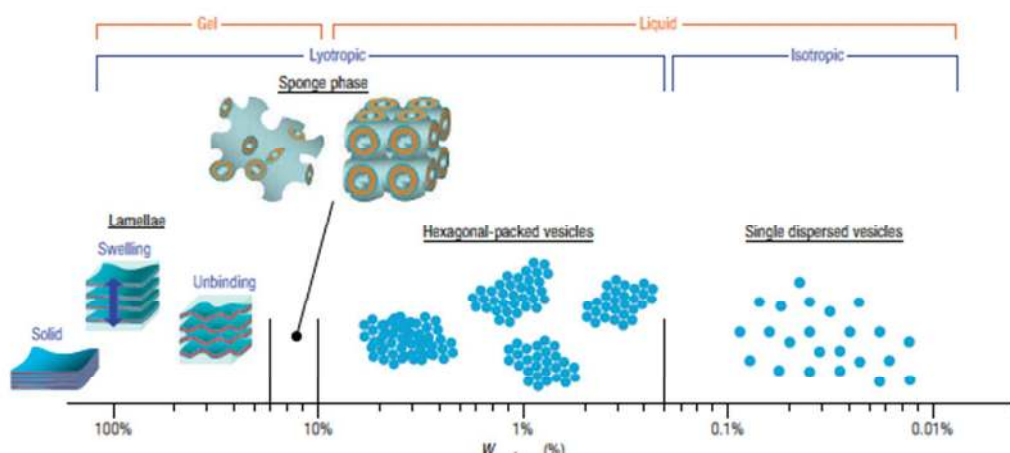 Gel Liquid
Lyotropic Isotropic
Sponge phase
Lamellae
Swelling
Unbinding
Solid
Hexagonal-packed vesicles
Single dispersed vesicles
100% 10% 1% 0.1% 0.01%
W (%)